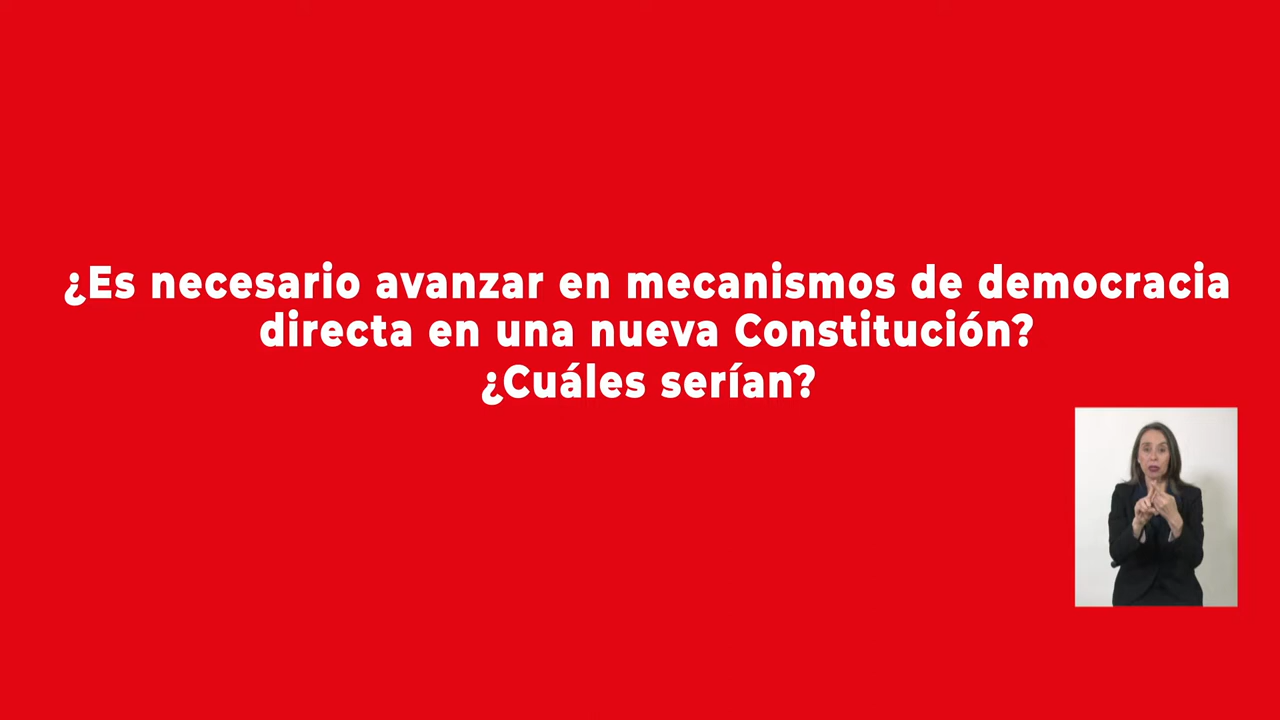 ¿Es necesario avanzar en mecanismos de democracia
directa en una nueva Constitución?
¿Cuáles serían?